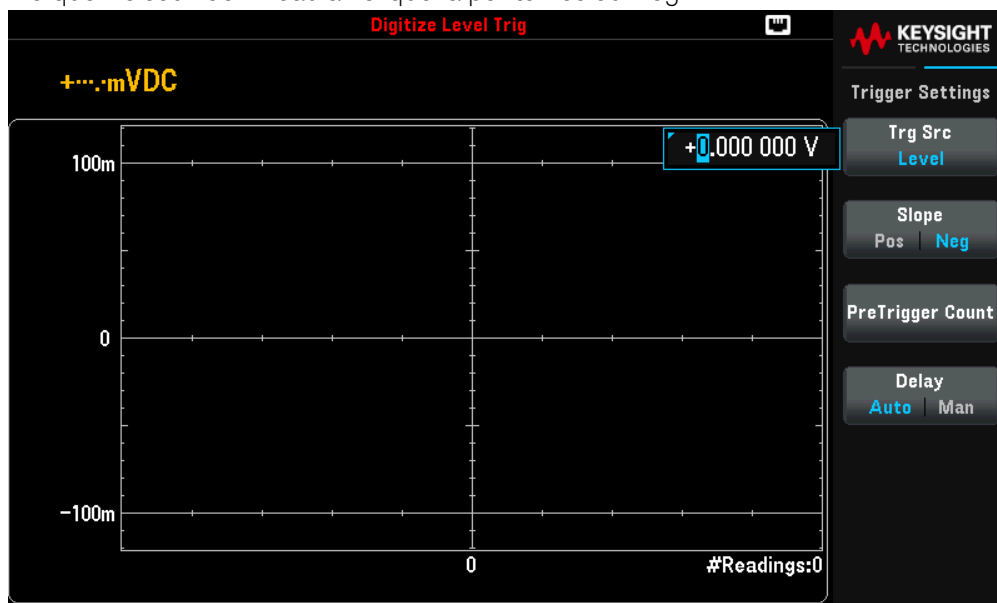 Digitize Level Trig
KEYSIGHT
TECHNOLOGIES
+---.-mVDC
Trigger Settings
+0.000 000 V
Trg Src
Level
100m
Slope
Pos Neg
PreTrigger Count
0
Delay
Auto Man
-100m
0
#Readings:0